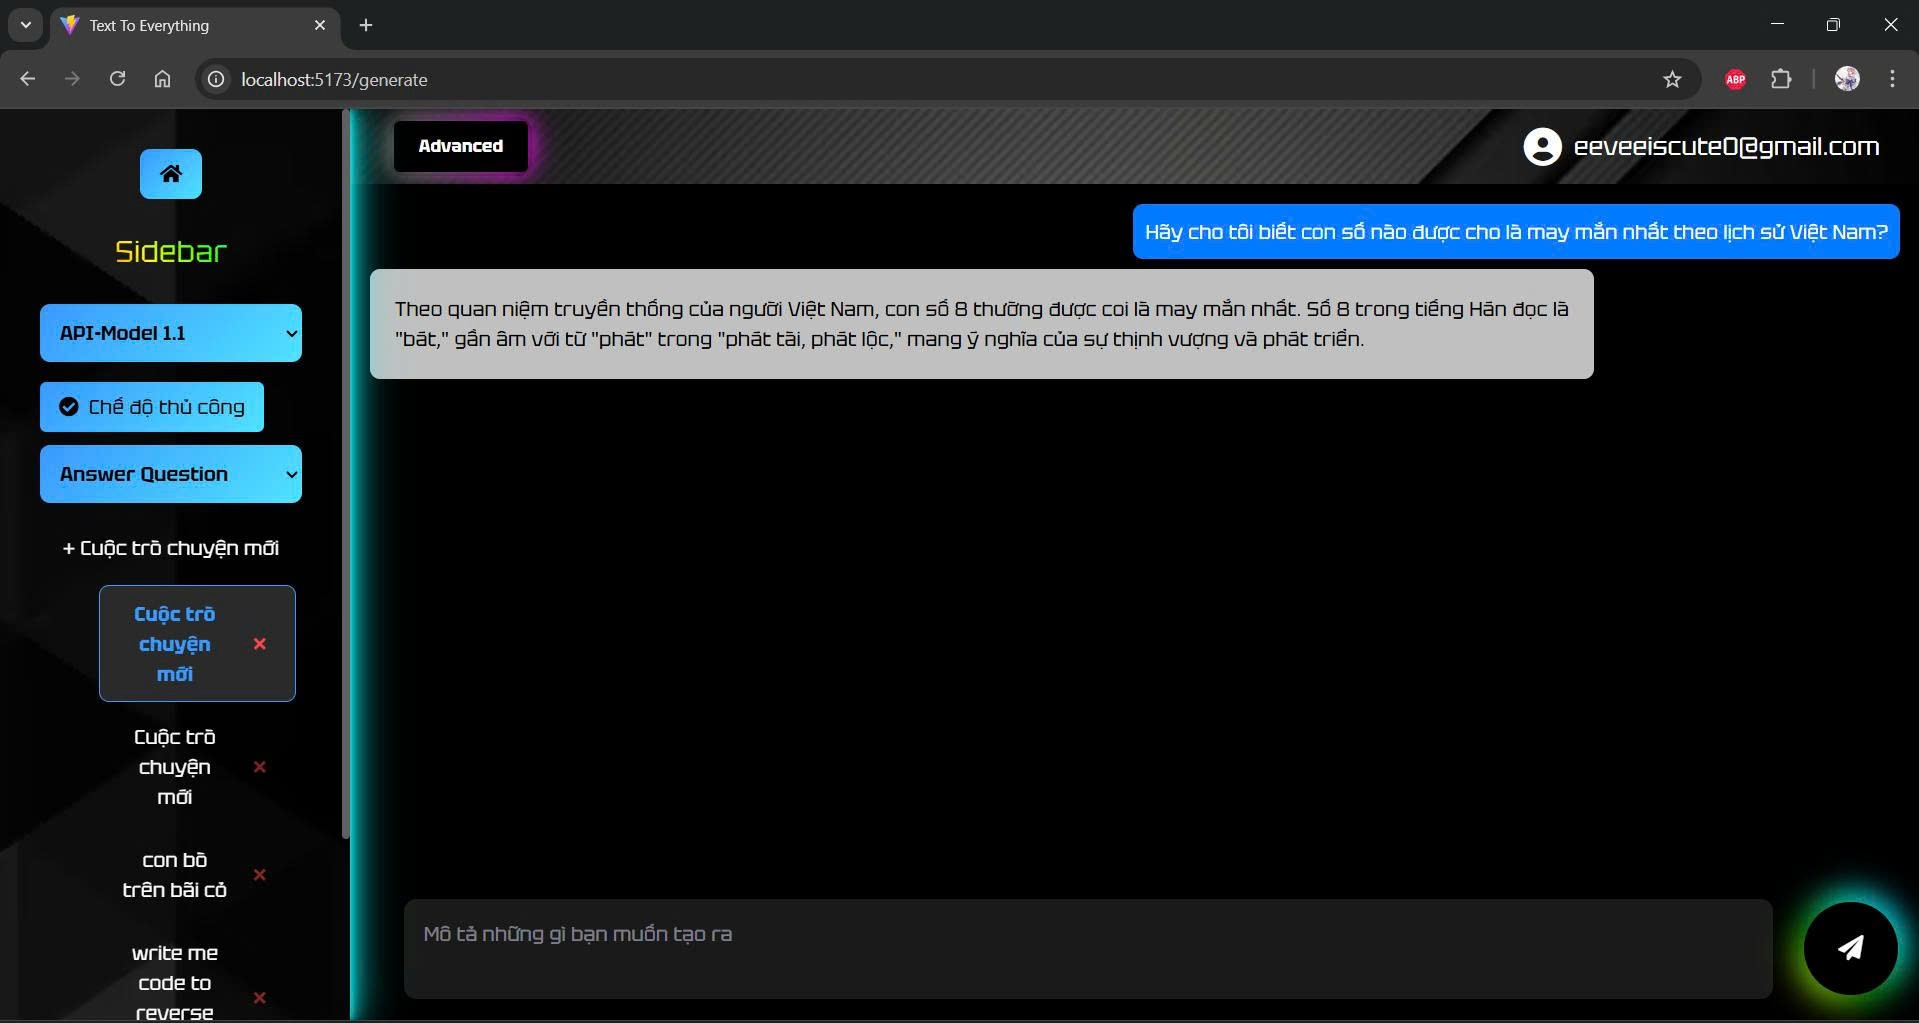 Text To Everything
localhost:5173/generate
ABP
Advanced
eeveeiscute0@gmail.com
Sidebar
API-Model 1.1
Chế độ thủ công
Answer Question
+ Cuộc trò chuyện mới
Cuộc trò
chuyện
mới
Cuộc trò
chuyện
mới
con bò
trên bãi cỏ
write me
code to
reverse
Hãy cho tôi biết con số nào được cho là may mắn nhất theo lịch sử Việt Nam?
Theo quan niệm truyền thống của người Việt Nam, con số 8 thường được coi là may mắn nhất. Số 8 trong tiếng Hán đọc là
"bát," gần âm với từ "phát" trong "phát tài, phát lộc," mang ý nghĩa của sự thịnh vượng và phát triển.
Mô tả những gì bạn muốn tạo ra